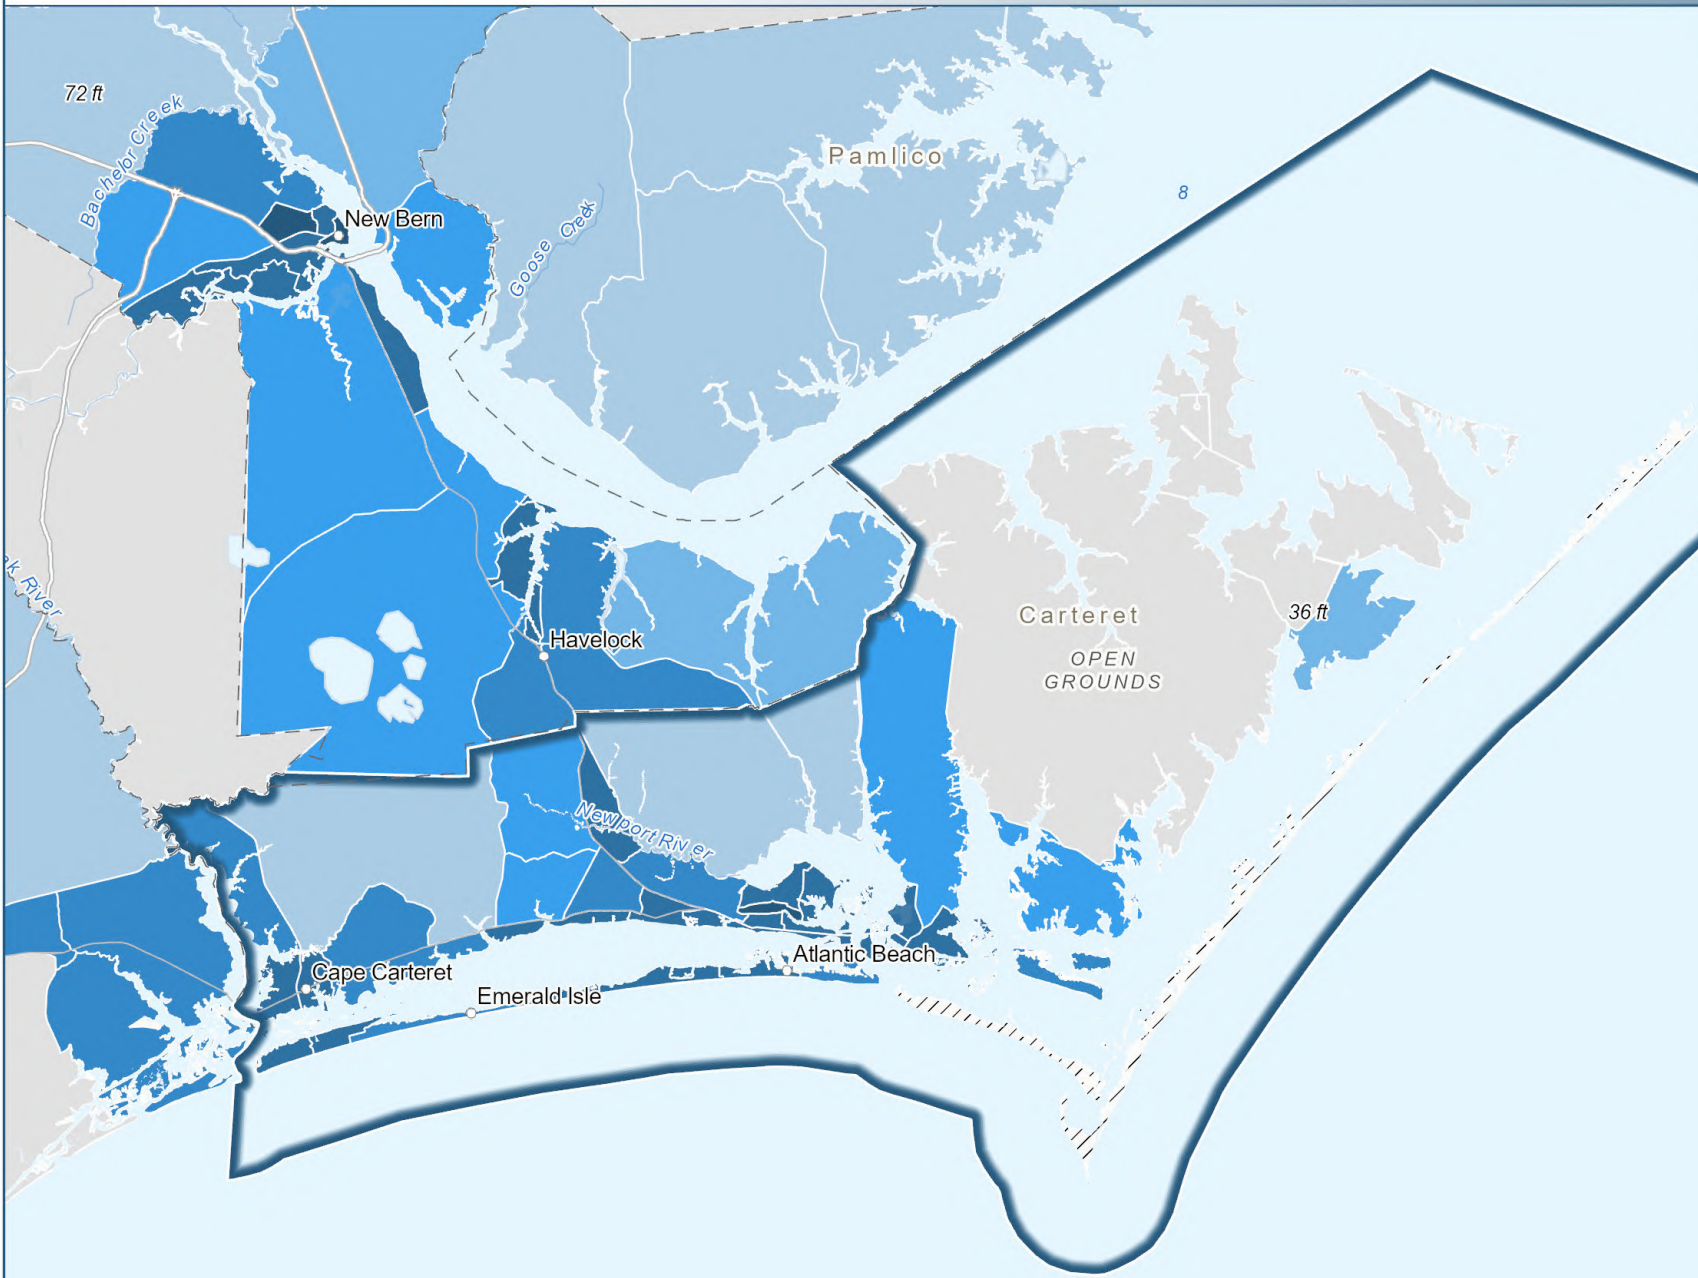 72 ft
Bachelor Creek
Pamlico
8
New Bern
Goose Creek
Carteret
36 ft
OPEN
GROUNDS
Havelock
ek River
Newport River
Atlantic Beach
Cape Carteret
Emerald Isle